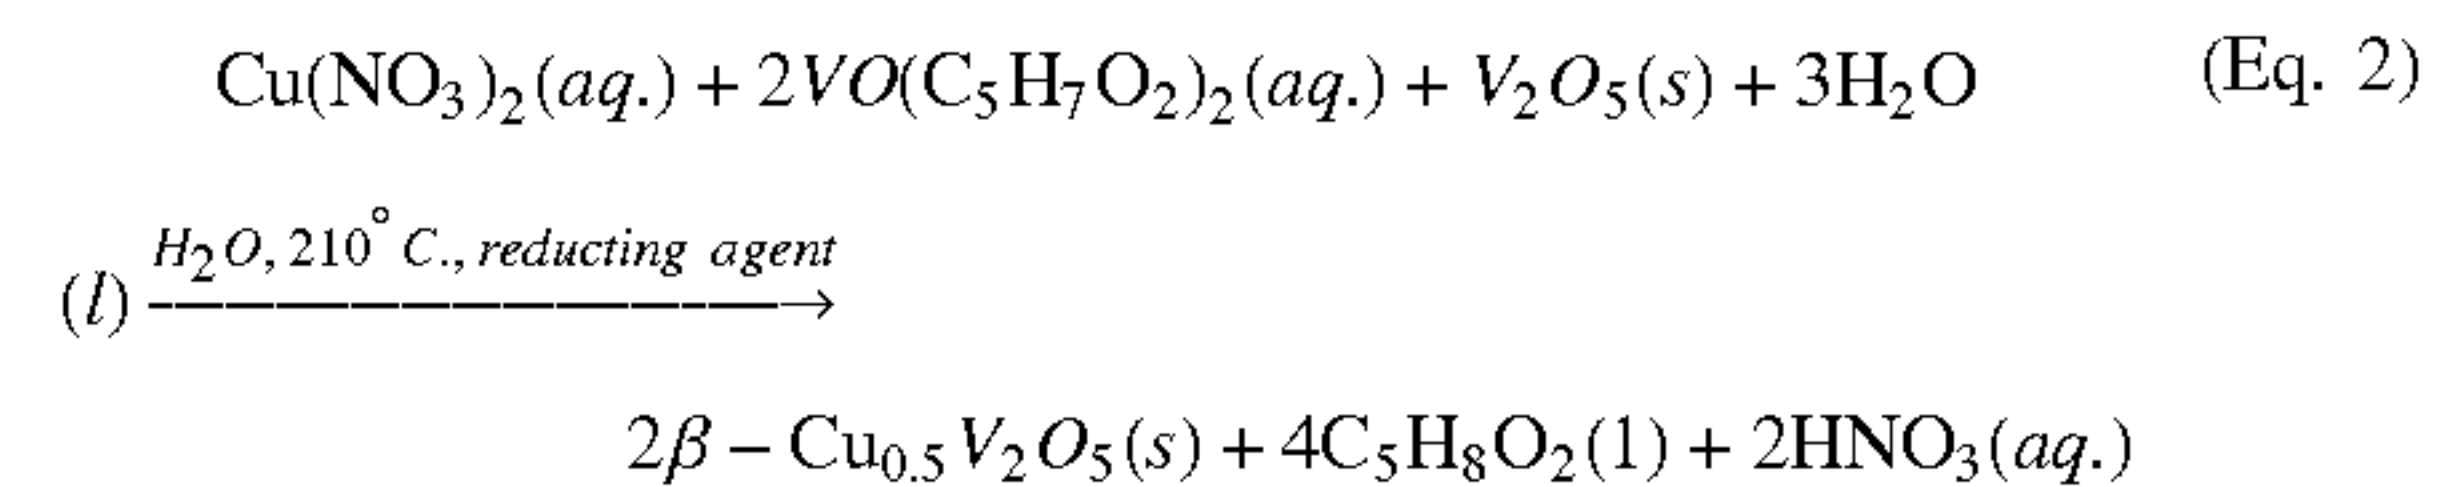 Cu(NO₃)₂(aq.) + 2VO(C₅H₇O₂)₂(aq.) + V₂O₅(s) + 3H₂O (Eq. 2)
H₂O, 210° C., reducting agent
(l) ⟶
2β − Cu₀.₅V₂O₅(s) + 4C₅H₈O₂(1) + 2HNO₃(aq.)